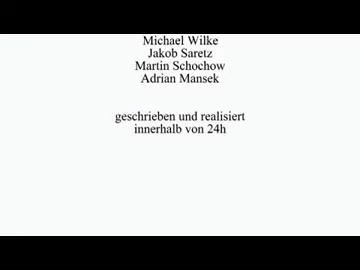 Michael Wilke
Jakob Saretz
Martin Schochow
Adrian Mansek
geschrieben und realisiert
innerhalb von 24h